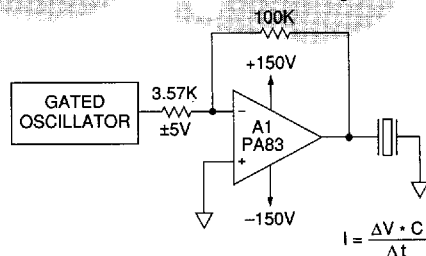 100K
+150V
3.57K
GATED
OSCILLATOR
±5V
−
A1
PA83
+
−150V
I = ΔV * C / Δt